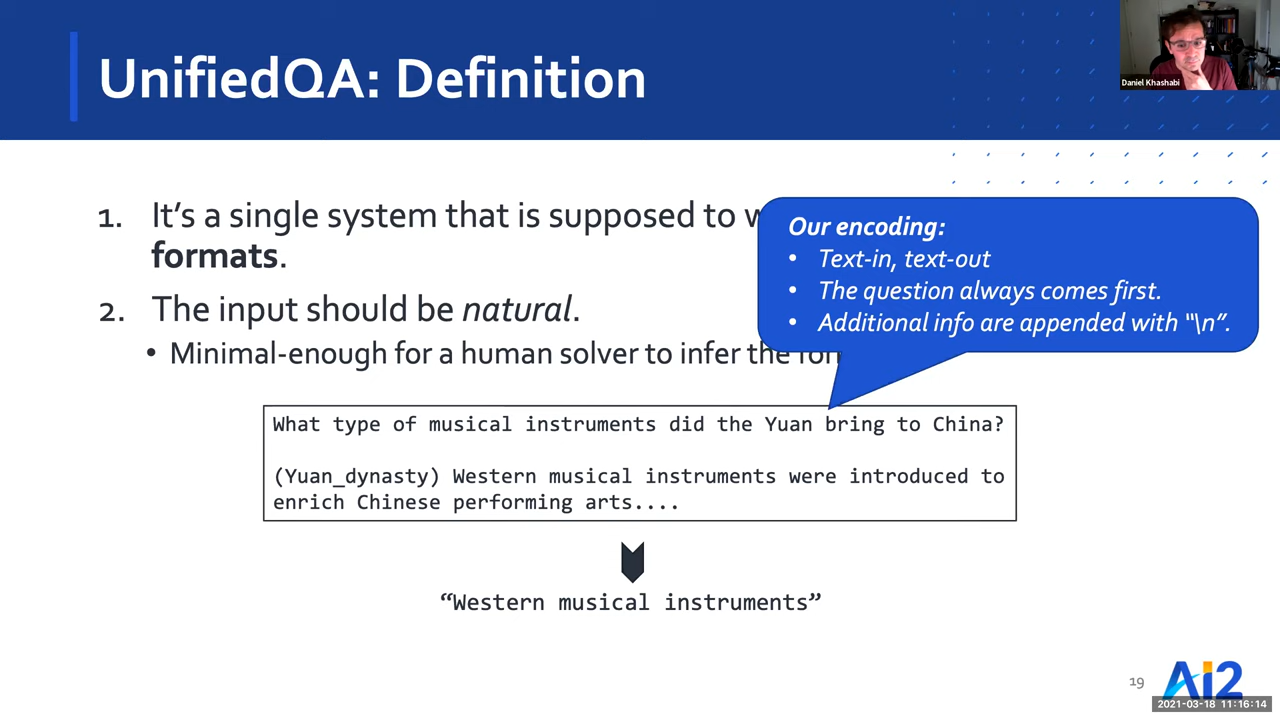 UnifiedQA: Definition
Daniel Khashabi
1. It's a single system that is supposed to
formats.
2. The input should be natural.
• Minimal-enough for a human solver to infer the
Our encoding:
• Text-in, text-out
• The question always comes first.
• Additional info are appended with "\n".
What type of musical instruments did the Yuan bring to China?
(Yuan_dynasty) Western musical instruments were introduced to
enrich Chinese performing arts....
“Western musical instruments”
19
Ai2
2021-03-18 11:16:14